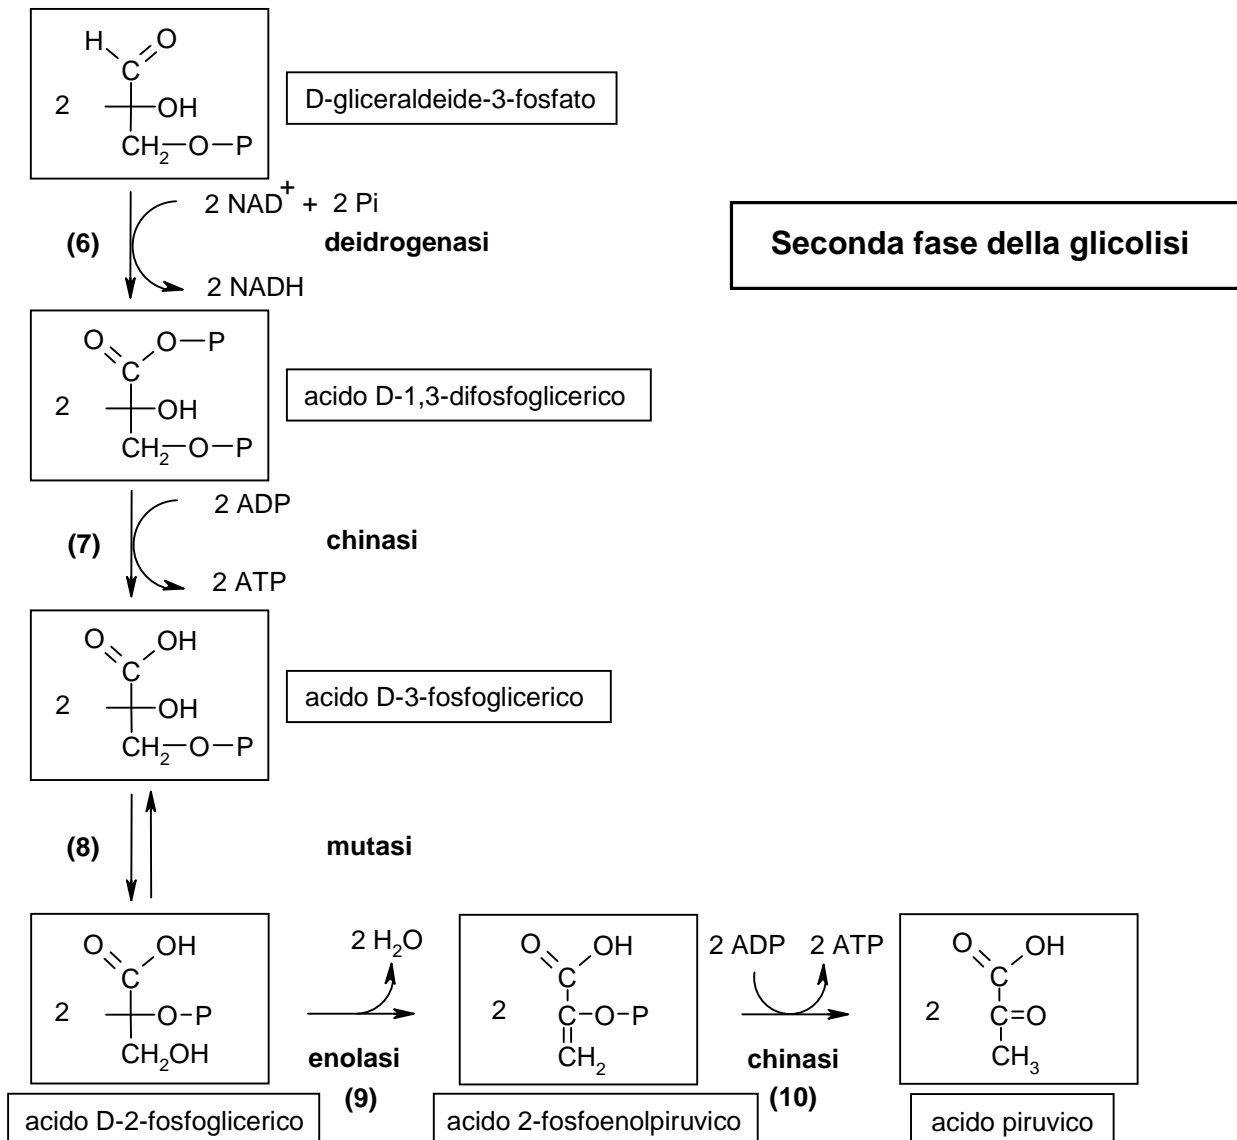 H O
C
2 OH
CH2 O P
D-gliceraldeide-3-fosfato
2 NAD+ + 2 Pi
(6) deidrogenasi
2 NADH
Seconda fase della glicolisi
O O P
C
2 OH
CH2 O P
acido D-1,3-difosfoglicerico
2 ADP
(7) chinasi
2 ATP
O OH
C
2 OH
CH2 O P
acido D-3-fosfoglicerico
(8) mutasi
O OH
C
2 O P
CH2OH
acido D-2-fosfoglicerico
2 H2O
enolasi
(9)
O OH
C
2 C O P
CH2
acido 2-fosfoenolpiruvico
2 ADP 2 ATP
chinasi
(10)
O OH
C
2 C=O
CH3
acido piruvico